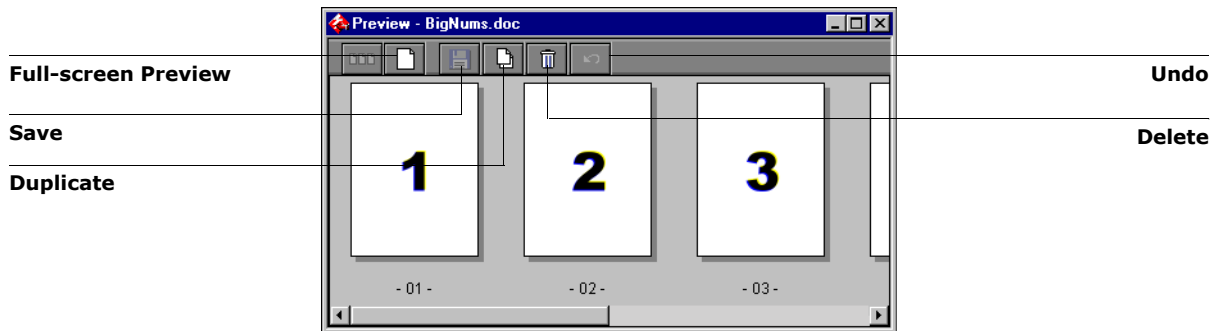 Preview - BigNums.doc
Full-screen Preview
Undo
Save
Delete
Duplicate
1 2 3
- 01 - - 02 - - 03 -